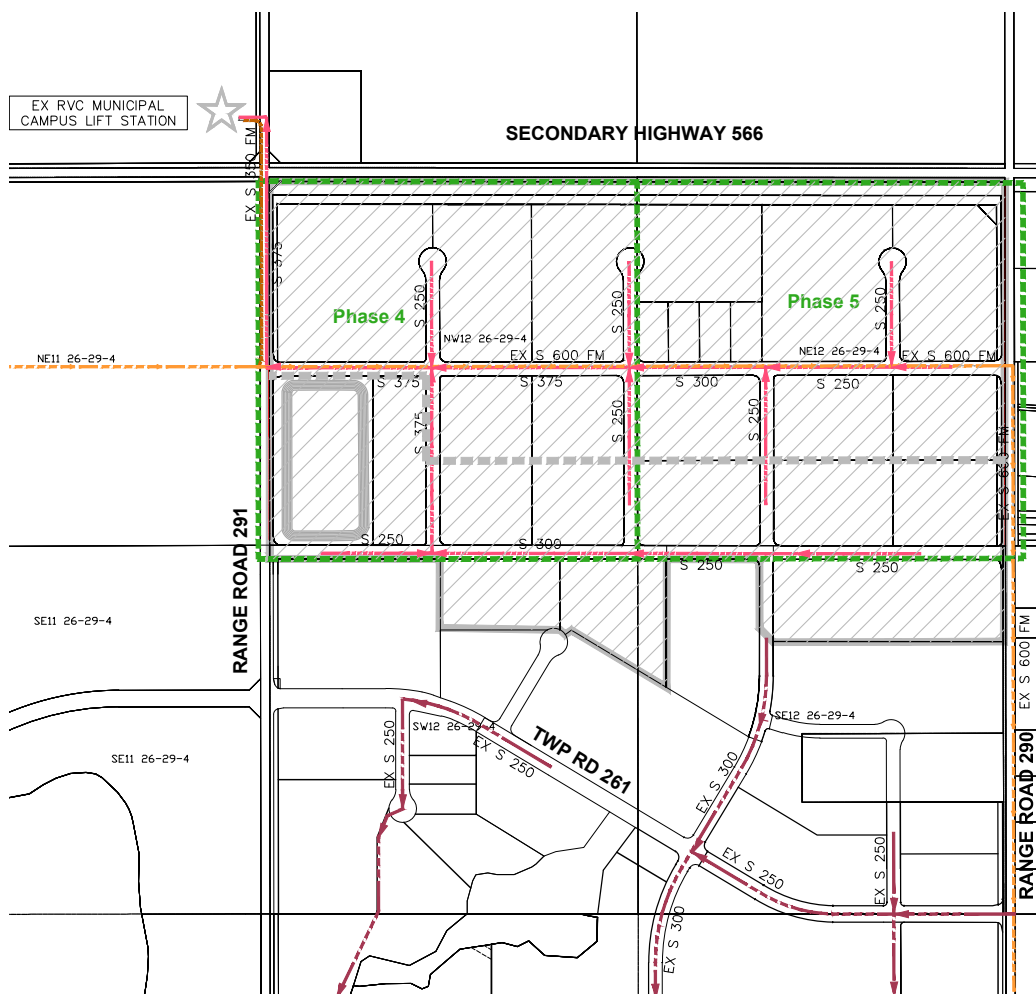 EX RVC MUNICIPAL
CAMPUS LIFT STATION
SECONDARY HIGHWAY 566
EX S 350 FM
S 375
Phase 4
S 250
NW12 26-29-4
S 250
Phase 5
S 250
NE11 26-29-4
EX S 600 FM
NE12 26-29-4
EX S 600 FM
S 375
S 375
S 300
S 250
S 375
S 250
S 250
RANGE ROAD 291
S 250
S 300
S 250
S 250
SE11 26-29-4
EX S 600 FM
SW12 26-29-4
SE12 26-29-4
SE11 26-29-4
EX S 250
EX S 250
TWP RD 261
EX S 300
RANGE ROAD 290
EX S 250
EX S 250
EX S 300